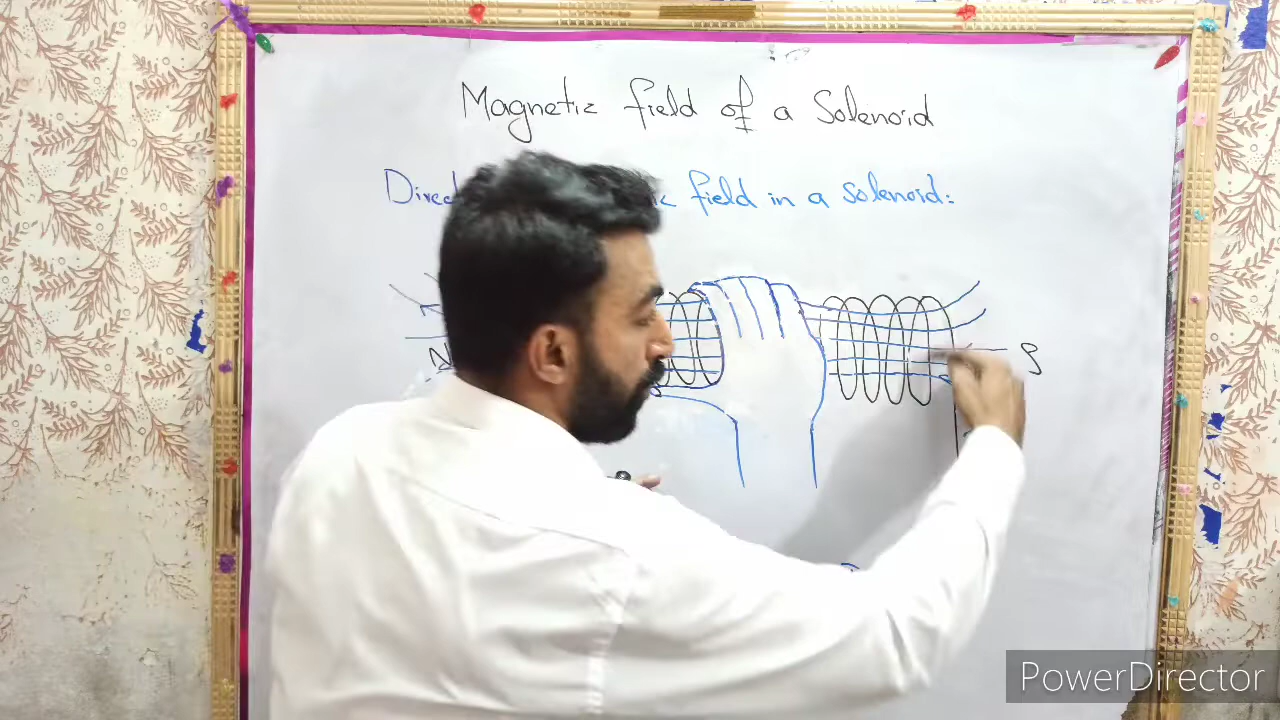 Magnetic field of a Solenoid
field in a solenoid:
N
S
PowerDirector